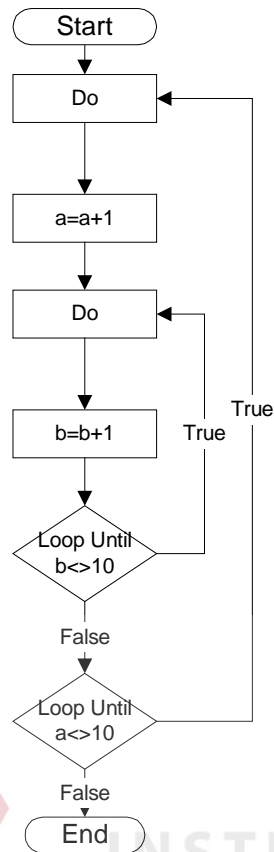 Start
Do
a=a+1
Do
b=b+1
True
True
Loop Until
b<>10
False
Loop Until
a<>10
False
End